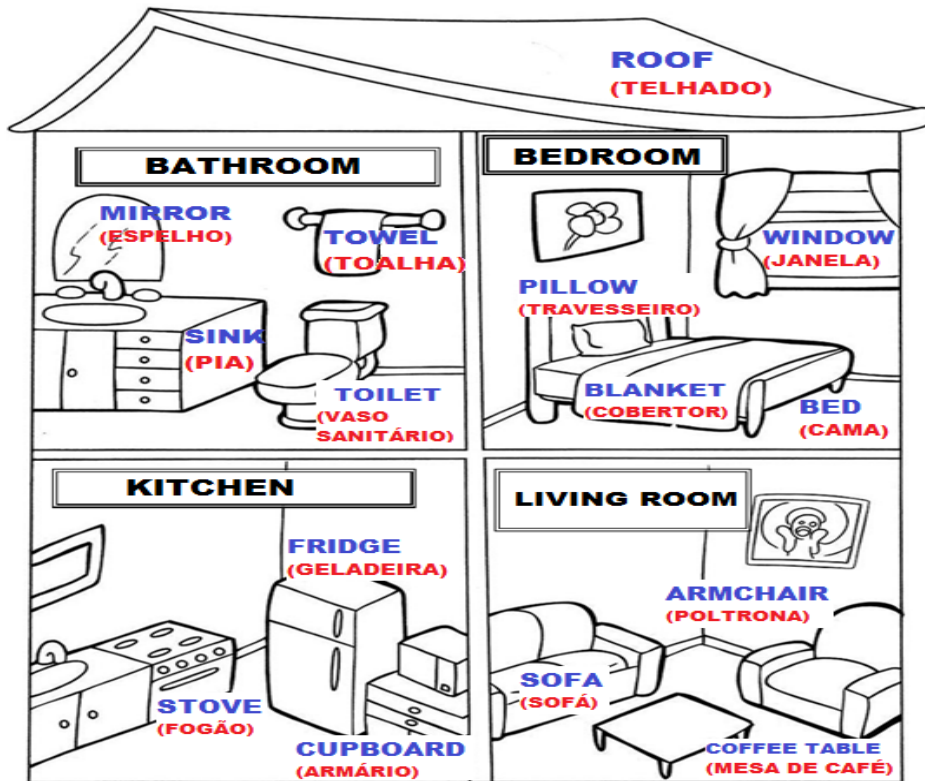 ROOF
(TELHADO)
BATHROOM
MIRROR
(ESPELHO)
TOWEL
(TOALHA)
SINK
(PIA)
TOILET
(VASO
SANITÁRIO)
BEDROOM
WINDOW
(JANELA)
PILLOW
(TRAVESSEIRO)
BLANKET
(COBERTOR)
BED
(CAMA)
KITCHEN
FRIDGE
(GELADEIRA)
STOVE
(FOGÃO)
CUPBOARD
(ARMÁRIO)
LIVING ROOM
ARMCHAIR
(POLTRONA)
SOFA
(SOFÁ)
COFFEE TABLE
(MESA DE CAFÉ)